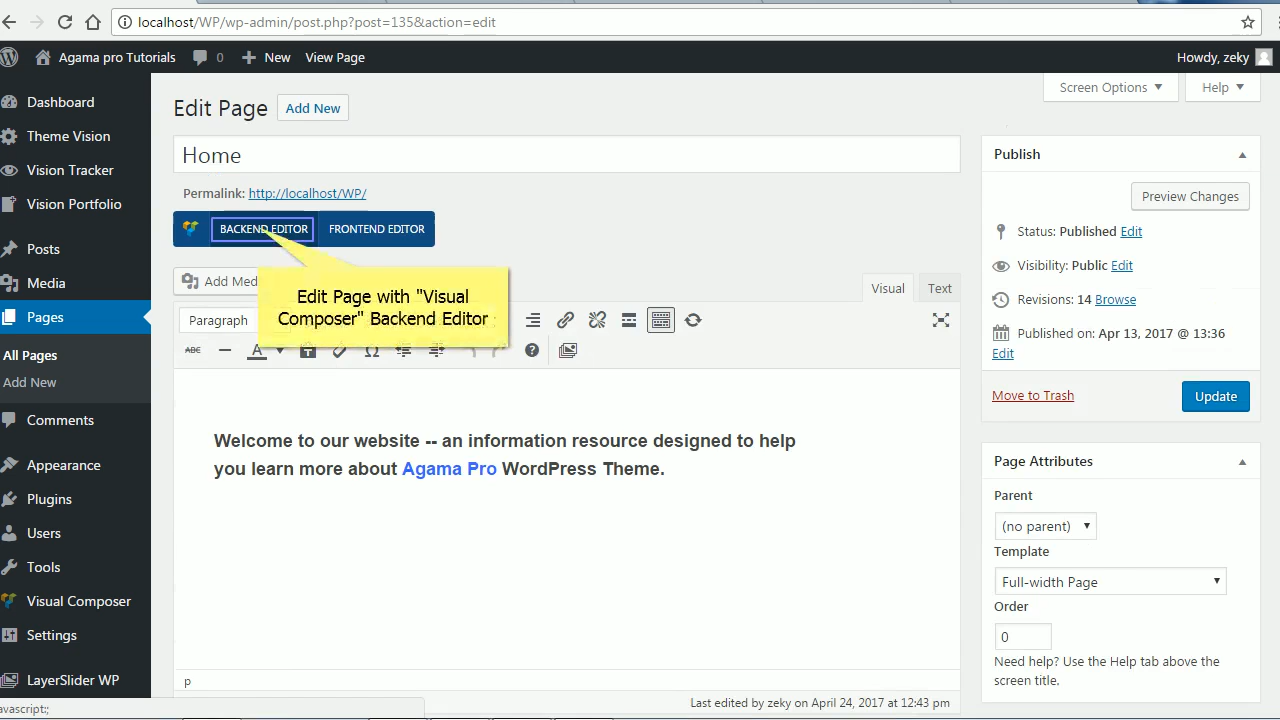 localhost/WP/wp-admin/post.php?post=135&action=edit
Agama pro Tutorials 0 New View Page Howdy, zeky
Screen Options Help
Dashboard
Theme Vision
Vision Tracker
Vision Portfolio
Posts
Media
Pages
All Pages
Add New
Comments
Appearance
Plugins
Users
Tools
Visual Composer
Settings
LayerSlider WP
avascript:;
Edit Page Add New
Home
Permalink: http://localhost/WP/
BACKEND EDITOR FRONTEND EDITOR
Add Med
Edit Page with "Visual
Composer" Backend Editor
Visual Text
Paragraph
ABC A
Welcome to our website -- an information resource designed to help
you learn more about Agama Pro WordPress Theme.
p
Last edited by zeky on April 24, 2017 at 12:43 pm
Publish
Preview Changes
Status: Published Edit
Visibility: Public Edit
Revisions: 14 Browse
Published on: Apr 13, 2017 @ 13:36
Edit
Move to Trash Update
Page Attributes
Parent
(no parent)
Template
Full-width Page
Order
0
Need help? Use the Help tab above the
screen title.